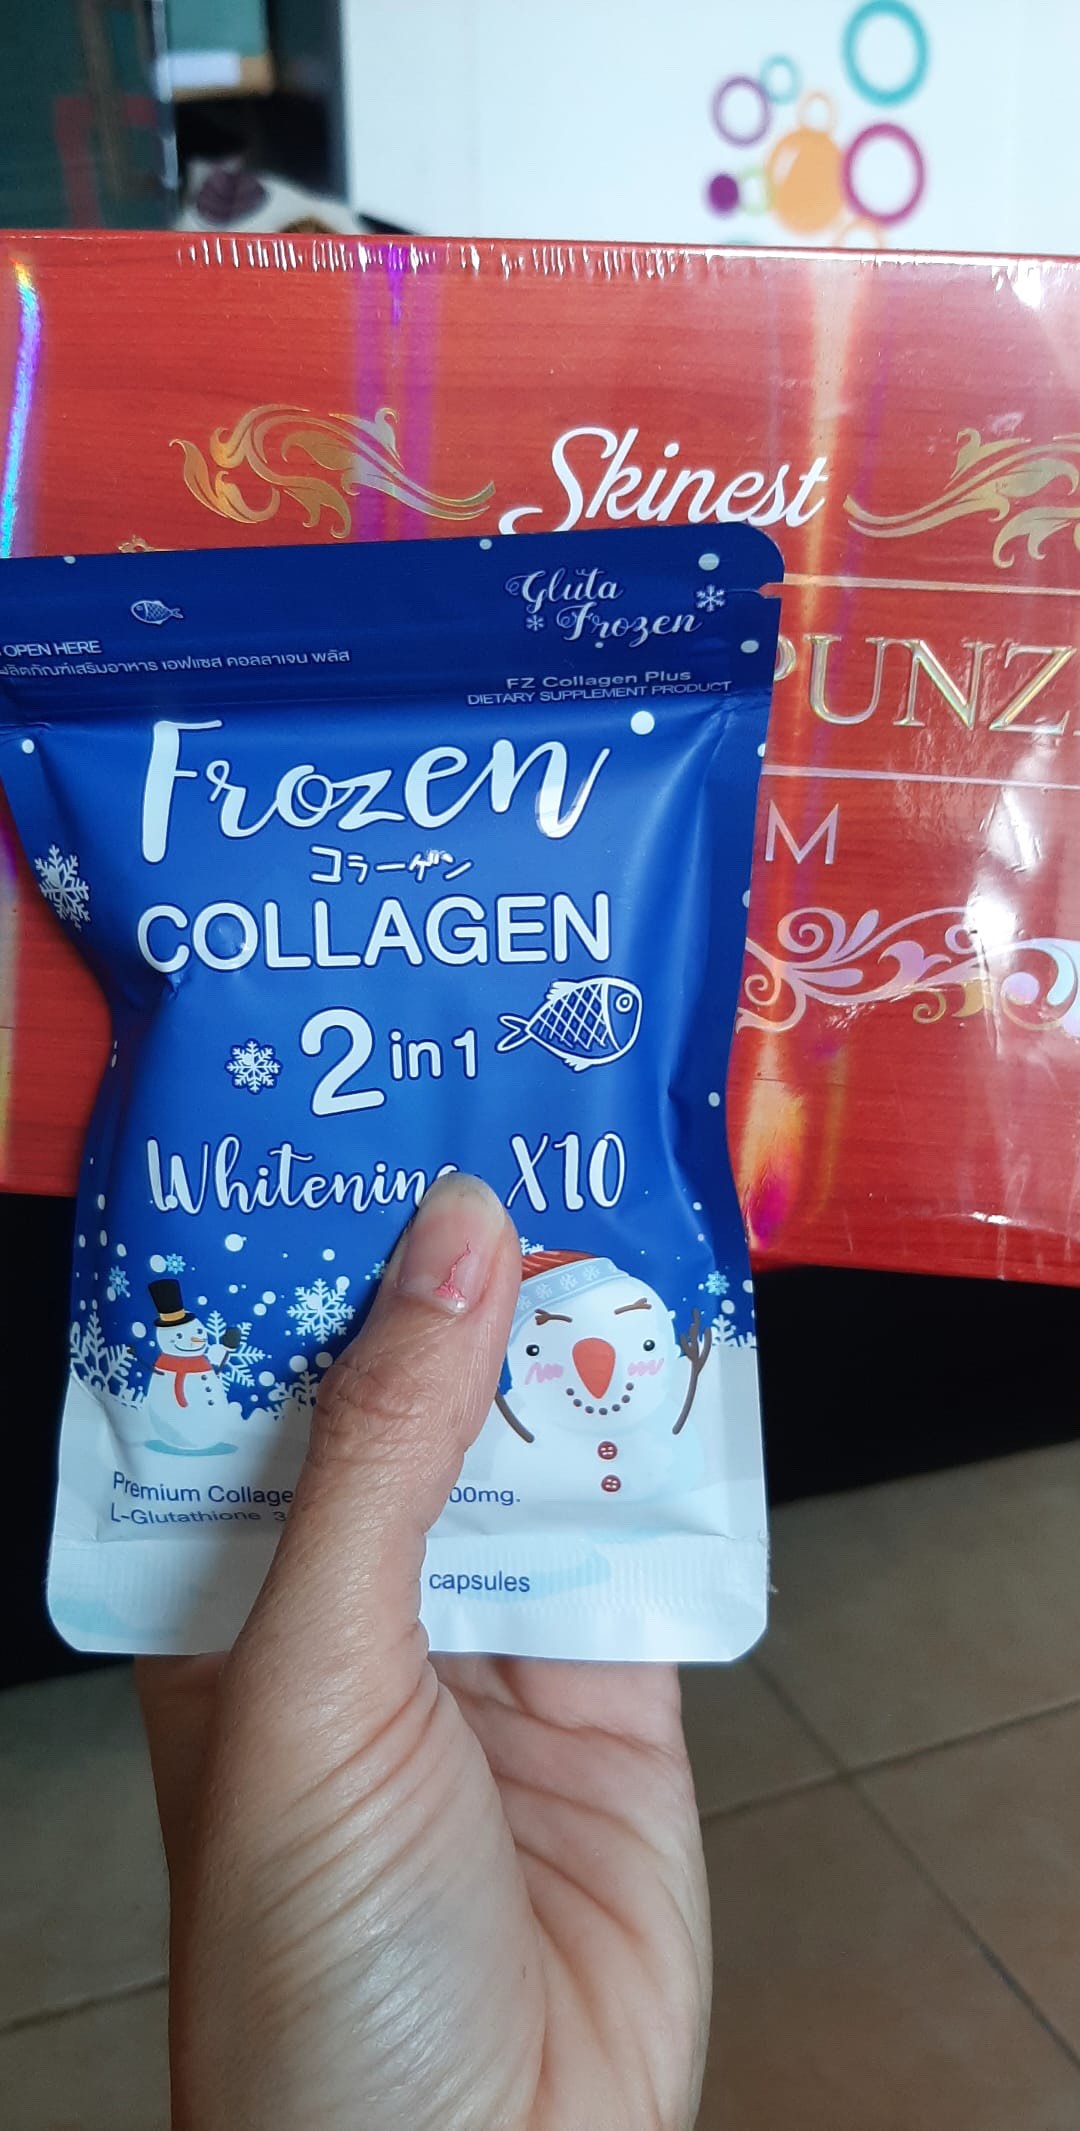 Skinest
PUNZ
M
Gluta
Frozen
OPEN HERE
ผลิตภัณฑ์เสริมอาหาร เอฟแซส คอลลาเจน พลัส
FZ Collagen Plus
DIETARY SUPPLEMENT PRODUCT
Frozen
コラーゲン
COLLAGEN
2 in 1
Whitening X10
Premium Collage 00mg.
L-Glutathione 3
capsules